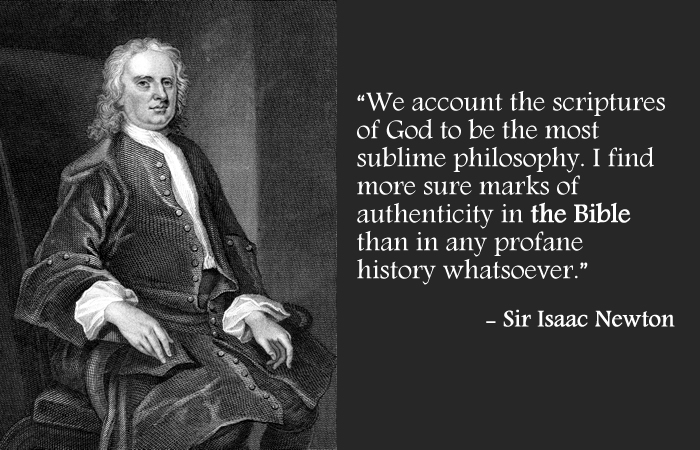 “We account the scriptures
of God to be the most
sublime philosophy. I find
more sure marks of
authenticity in the Bible
than in any profane
history whatsoever.”
– Sir Isaac Newton